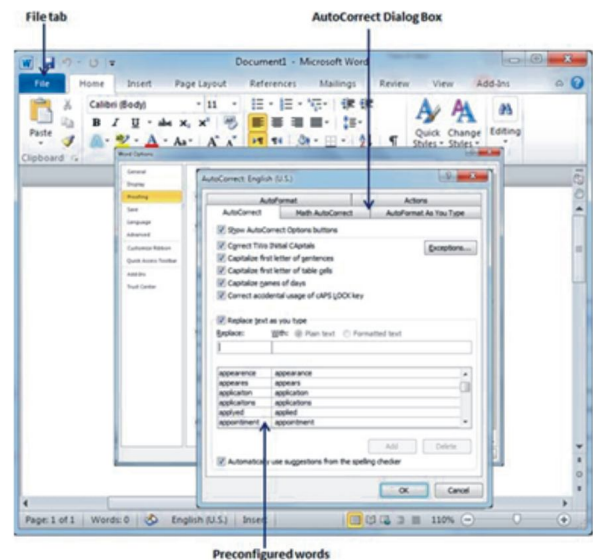 File tab
AutoCorrect Dialog Box
Document1 - Microsoft Word
File Home Insert Page Layout References Mailings Review View Add-Ins
Calibri (Body) 11
Paste
B I U abc x₂ x²
Aa A A
Quick Styles
Change Styles
Editing
Clipboard
Word Options
General
Display
Proofing
Save
Language
Advanced
Customize Ribbon
Quick Access Toolbar
Add-Ins
Trust Center
AutoCorrect: English (U.S.)
AutoFormat Actions
AutoCorrect Math AutoCorrect AutoFormat As You Type
Show AutoCorrect Options buttons
Correct TWo INitial CApitals
Exceptions...
Capitalize first letter of sentences
Capitalize first letter of table cells
Capitalize names of days
Correct accidental usage of cAPS LOCK key
Replace text as you type
Replace: With: Plain text Formatted text
appearence appearance
appeares appears
applicaiton application
applicaitons applications
applyed applied
appointiment appointment
Add Delete
Automatically use suggestions from the spelling checker
OK Cancel
Page: 1 of 1 Words: 0 English (U.S.) Insert 110%
Preconfigured words